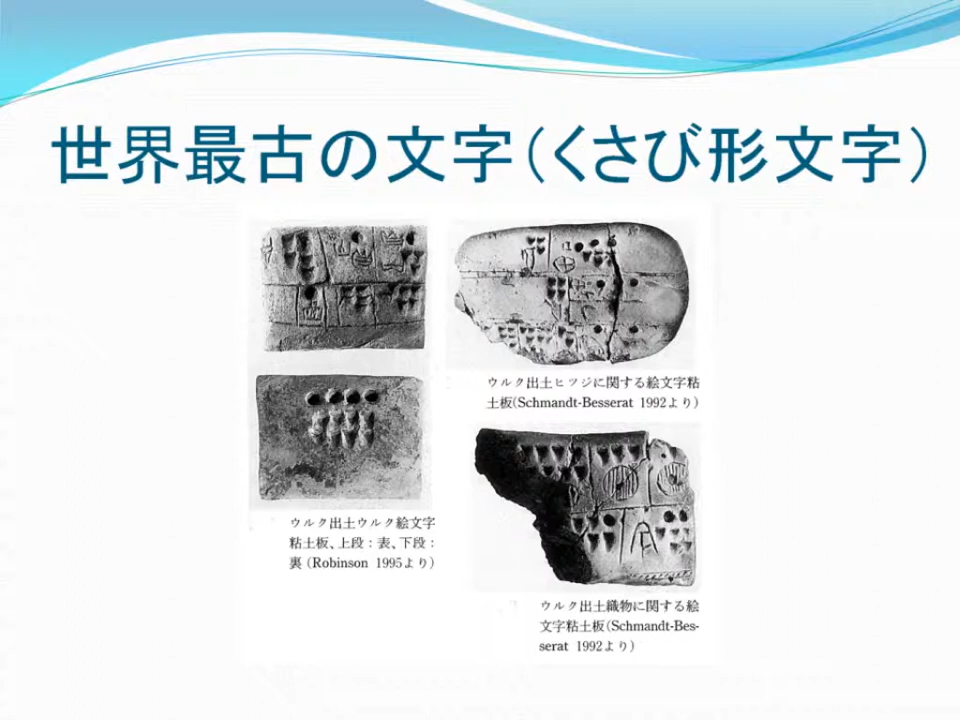 世界最古の文字(くさび形文字)
ウルク出土ヒツジに関する絵文字粘
土板(Schmandt-Besserat 1992より)
ウルク出土ウルク絵文字
粘土板、上段：表、下段：
裏(Robinson 1995より)
ウルク出土織物に関する絵
文字粘土板(Schmandt-Bes-
serat 1992より)